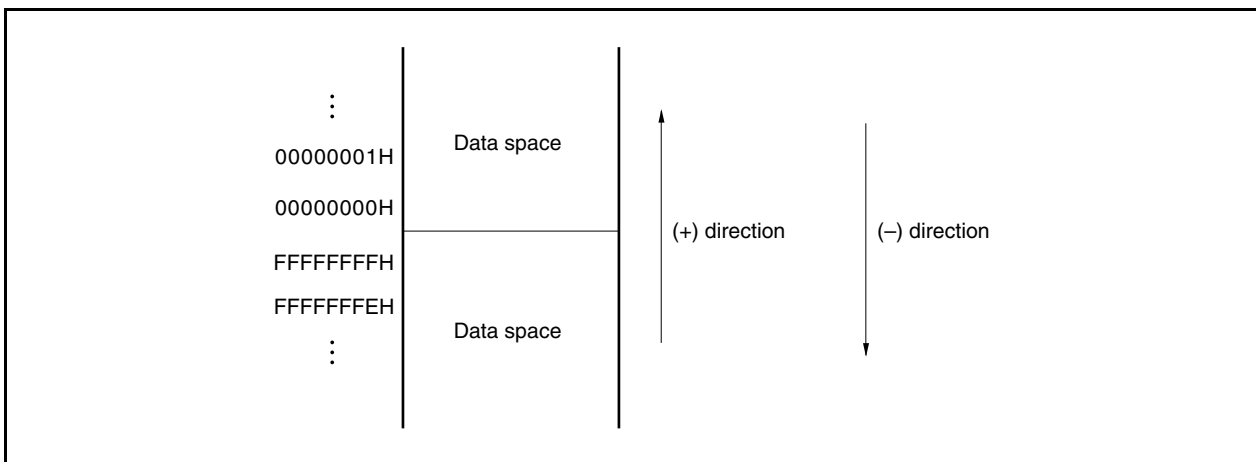 ⋮
Data space
00000001H
00000000H
(+) direction
(–) direction
FFFFFFFFH
FFFFFFFEH
Data space
⋮